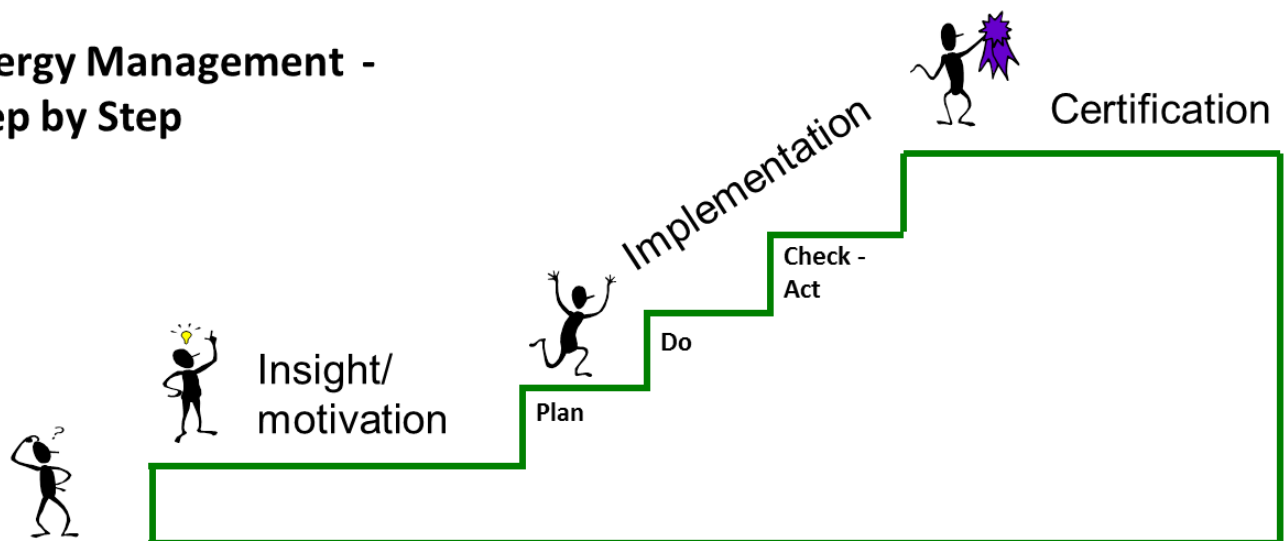 ergy Management -
ep by Step
Certification
Implementation
Check -
Act
Do
Insight/
motivation
Plan
?